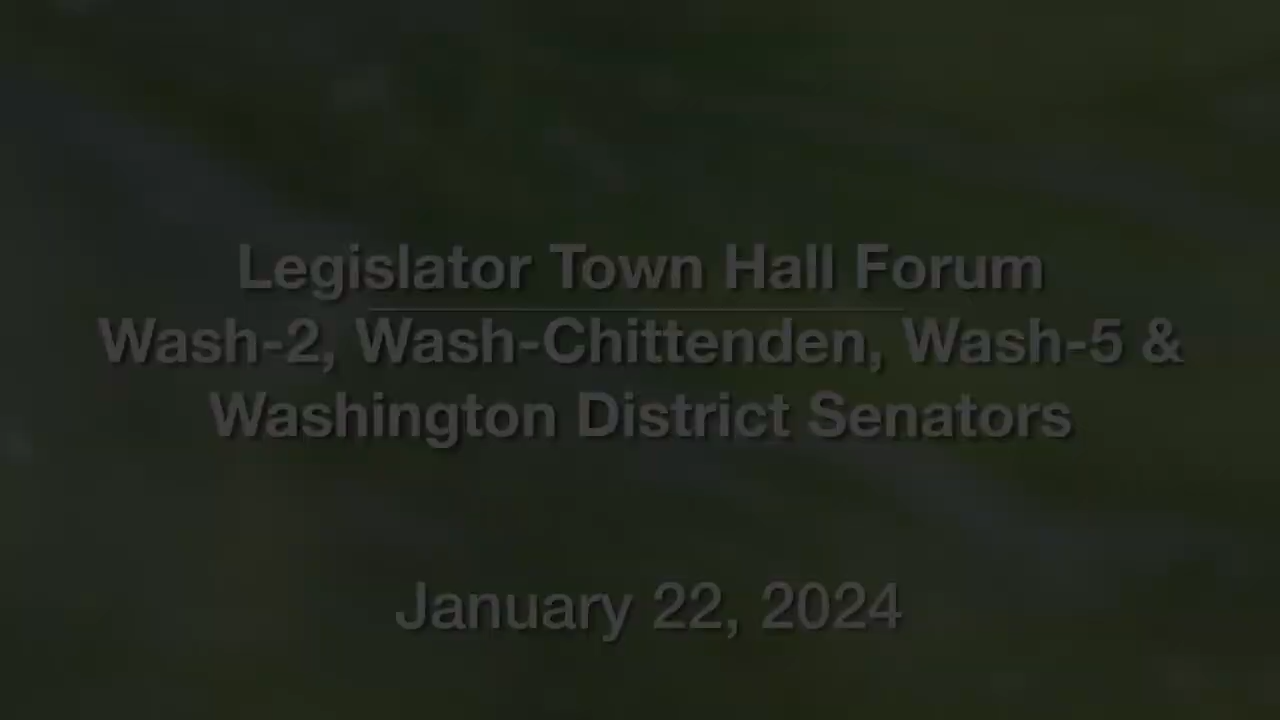 Legislator Town Hall Forum
Wash-2, Wash-Chittenden, Wash-5 &
Washington District Senators
January 22, 2024